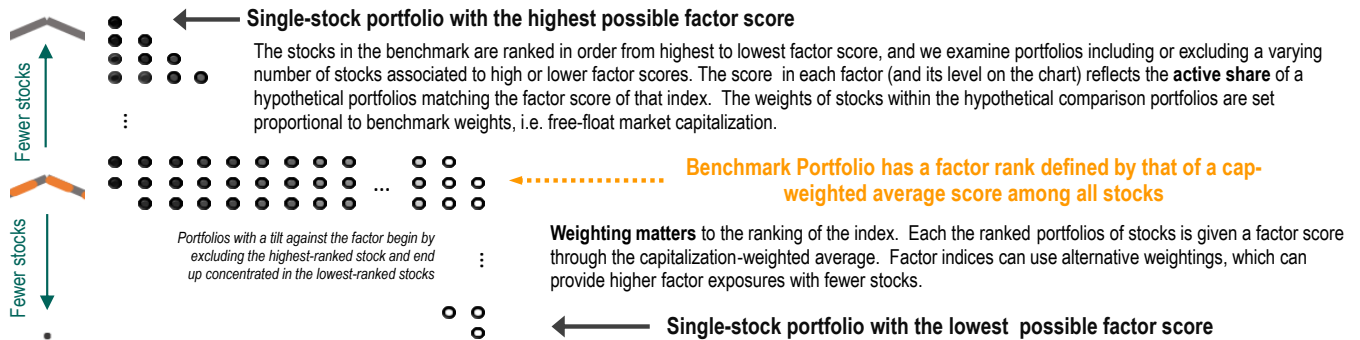 Single-stock portfolio with the highest possible factor score
The stocks in the benchmark are ranked in order from highest to lowest factor score, and we examine portfolios including or excluding a varying
number of stocks associated to high or lower factor scores. The score in each factor (and its level on the chart) reflects the active share of a
hypothetical portfolios matching the factor score of that index. The weights of stocks within the hypothetical comparison portfolios are set
proportional to benchmark weights, i.e. free-float market capitalization.
Fewer stocks
...
...
Benchmark Portfolio has a factor rank defined by that of a cap-
weighted average score among all stocks
Fewer stocks
Portfolios with a tilt against the factor begin by
excluding the highest-ranked stock and end
up concentrated in the lowest-ranked stocks
...
Weighting matters to the ranking of the index. Each the ranked portfolios of stocks is given a factor score
through the capitalization-weighted average. Factor indices can use alternative weightings, which can
provide higher factor exposures with fewer stocks.
Single-stock portfolio with the lowest possible factor score